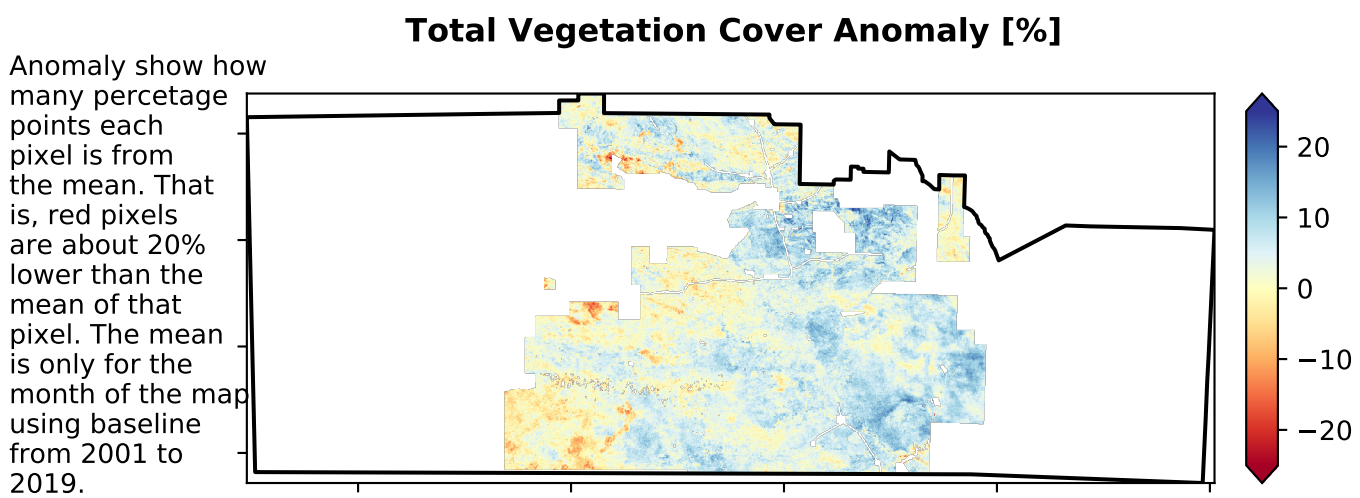 Total Vegetation Cover Anomaly [%]
Anomaly show how
many percetage
points each
pixel is from
the mean. That
is, red pixels
are about 20%
lower than the
mean of that
pixel. The mean
is only for the
month of the map
using baseline
from 2001 to
2019.
20
10
0
−10
−20